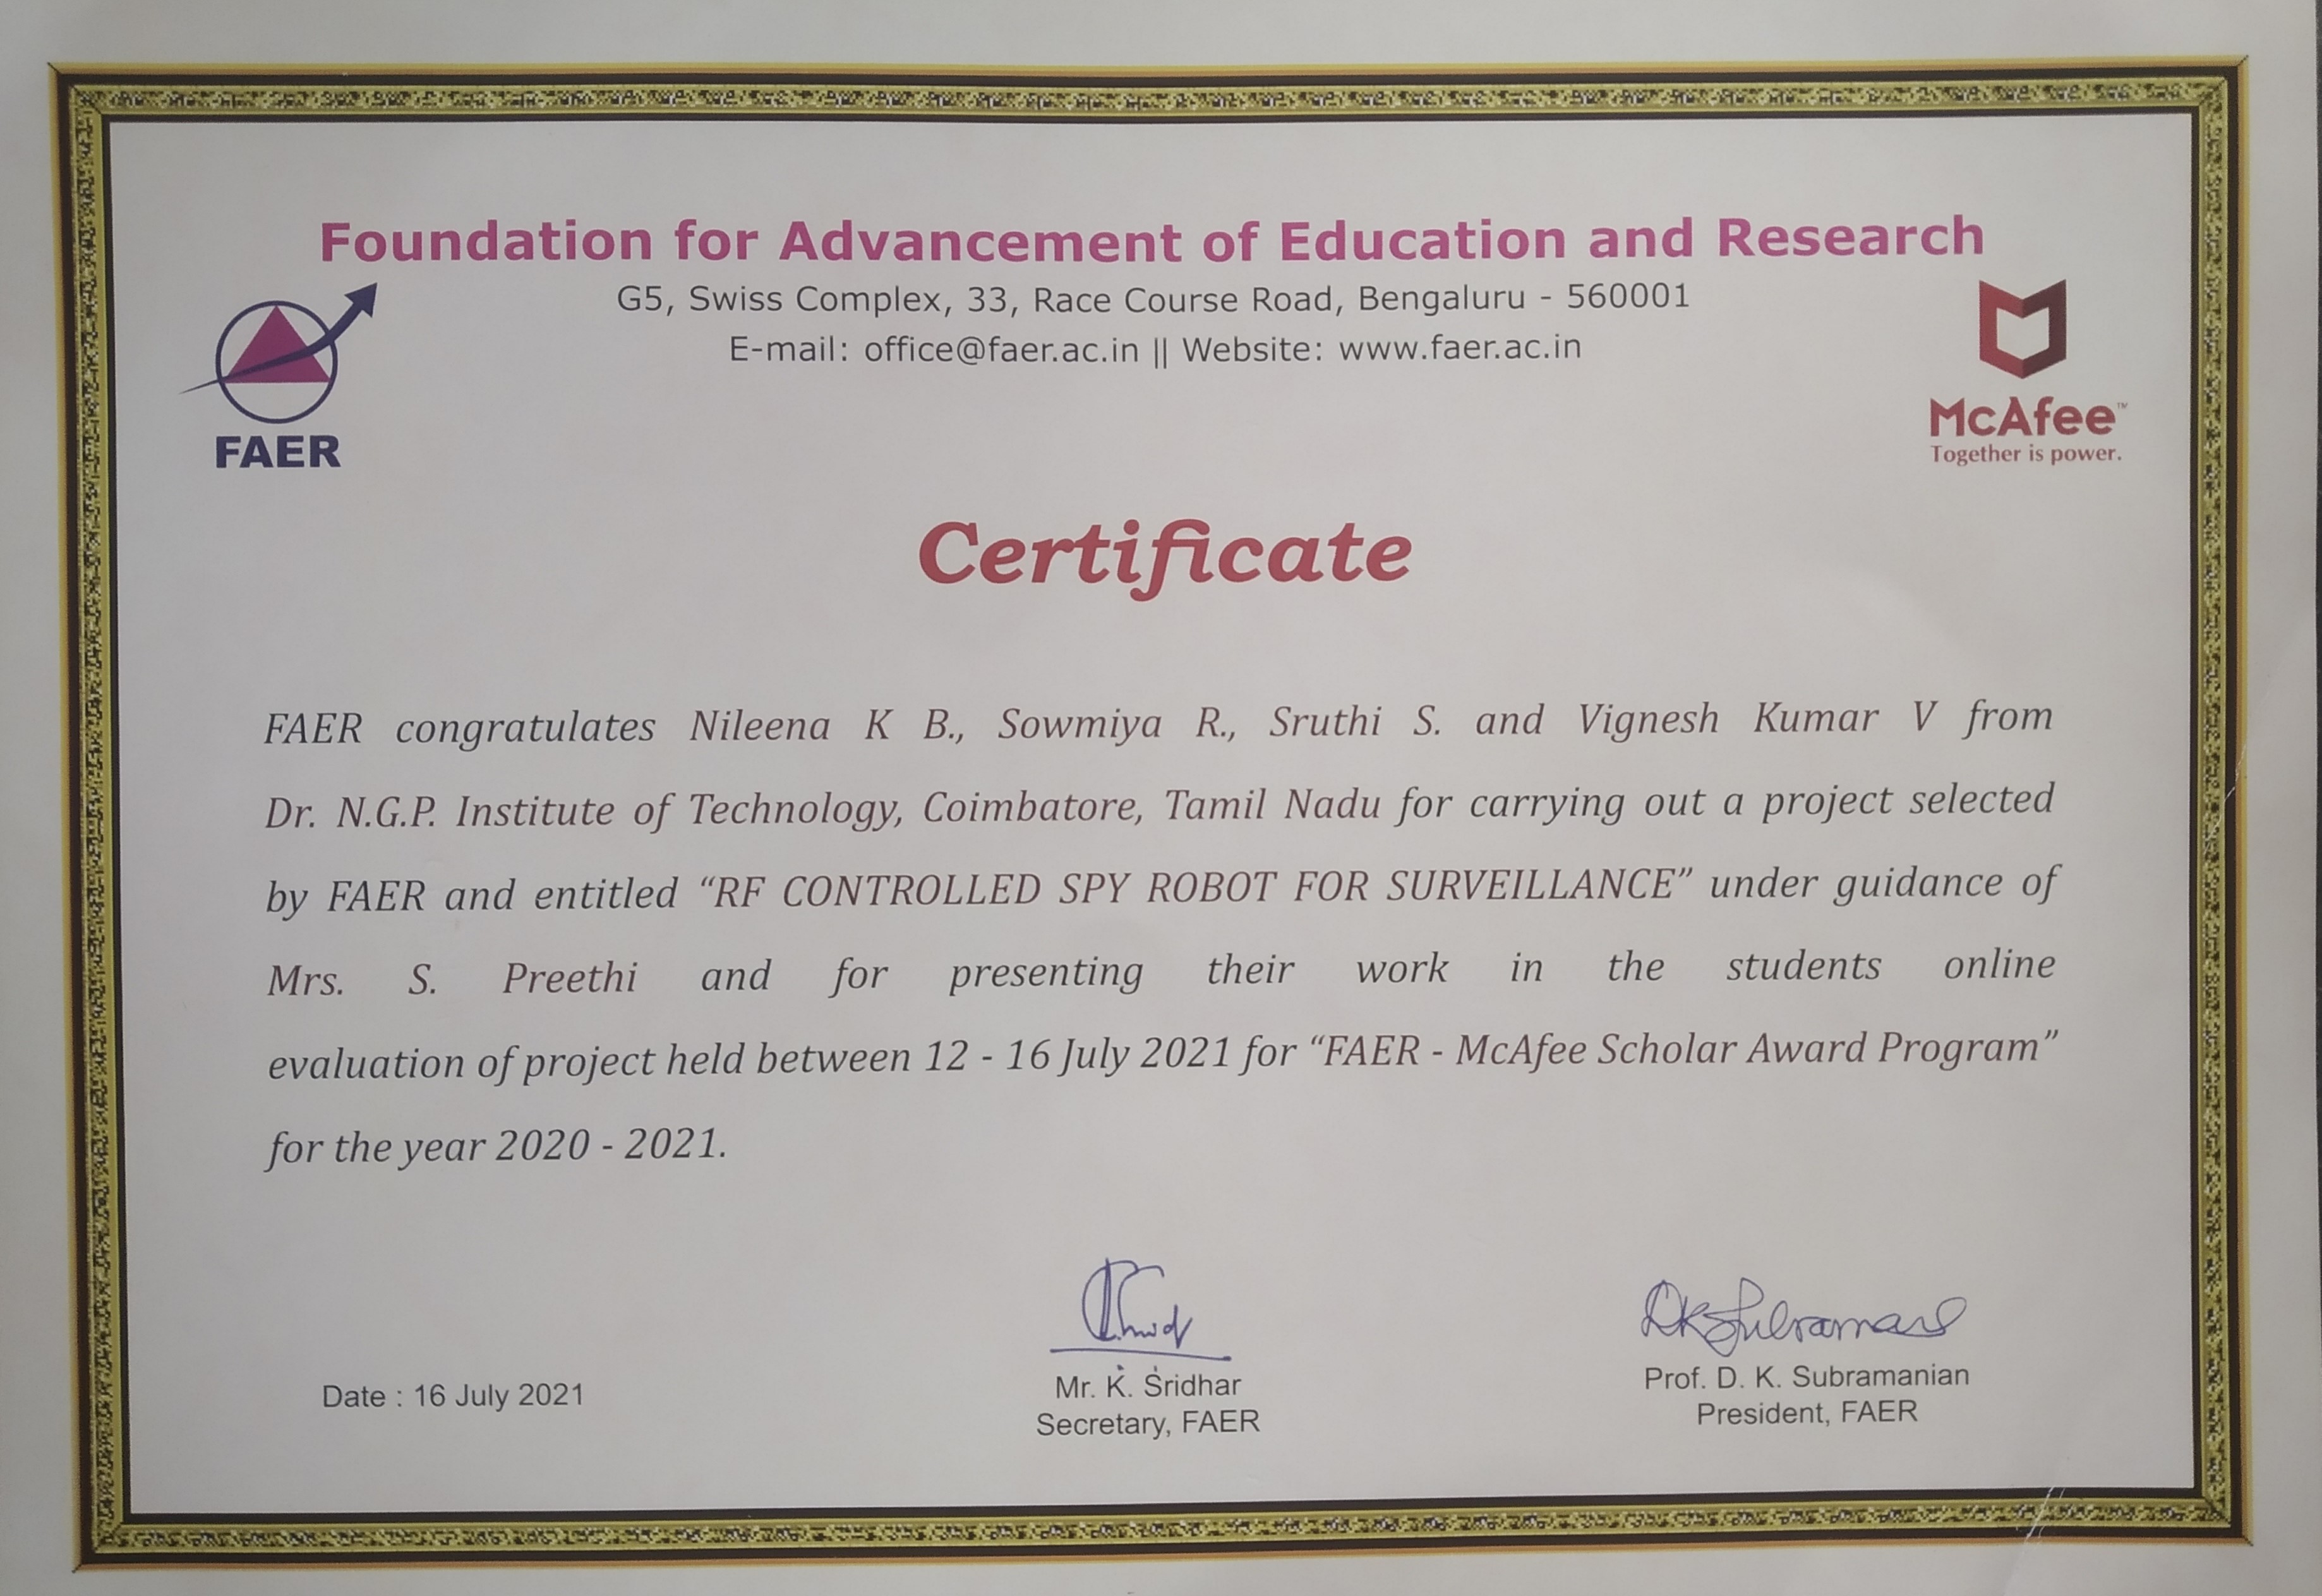 Foundation for Advancement of Education and Research
G5, Swiss Complex, 33, Race Course Road, Bengaluru - 560001
E-mail: office@faer.ac.in || Website: www.faer.ac.in
FAER
McAfee™
Together is power.
Certificate
FAER congratulates Nileena K B., Sowmiya R., Sruthi S. and Vignesh Kumar V from
Dr. N.G.P. Institute of Technology, Coimbatore, Tamil Nadu for carrying out a project selected
by FAER and entitled “RF CONTROLLED SPY ROBOT FOR SURVEILLANCE” under guidance of
Mrs. S. Preethi and for presenting their work in the students online
evaluation of project held between 12 - 16 July 2021 for “FAER - McAfee Scholar Award Program”
for the year 2020 - 2021.
Date : 16 July 2021
Mr. K. Sridhar
Secretary, FAER
DKSubramani
Prof. D. K. Subramanian
President, FAER